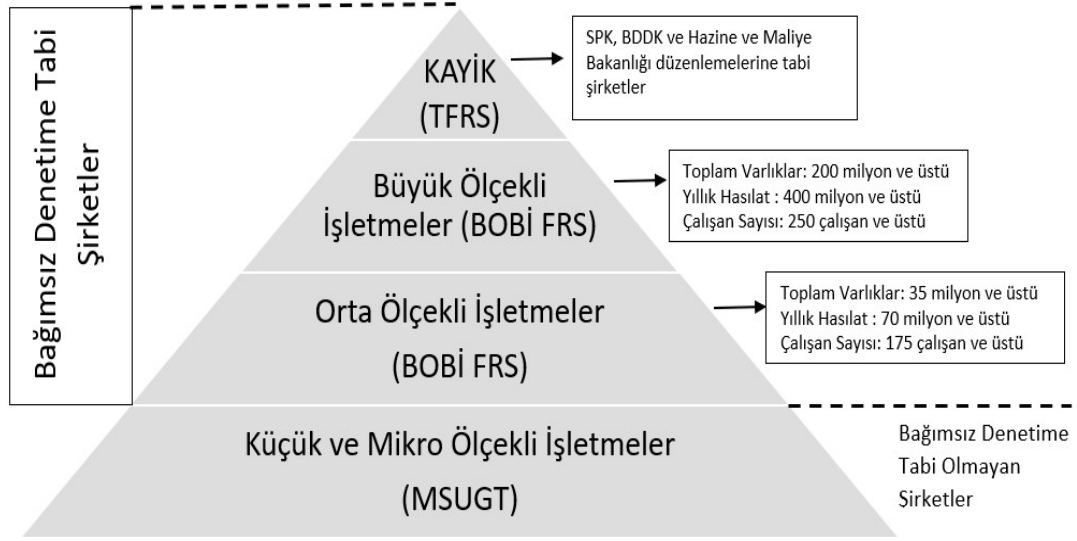 Bağımsız Denetime Tabi
Şirketler
KAYİK
(TFRS)
SPK, BDDK ve Hazine ve Maliye
Bakanlığı düzenlemelerine tabi
şirketler
Büyük Ölçekli
İşletmeler (BOBİ FRS)
Toplam Varlıklar: 200 milyon ve üstü
Yıllık Hasılat : 400 milyon ve üstü
Çalışan Sayısı: 250 çalışan ve üstü
Orta Ölçekli İşletmeler
(BOBİ FRS)
Toplam Varlıklar: 35 milyon ve üstü
Yıllık Hasılat : 70 milyon ve üstü
Çalışan Sayısı: 175 çalışan ve üstü
Küçük ve Mikro Ölçekli İşletmeler
(MSUGT)
Bağımsız Denetime
Tabi Olmayan
Şirketler